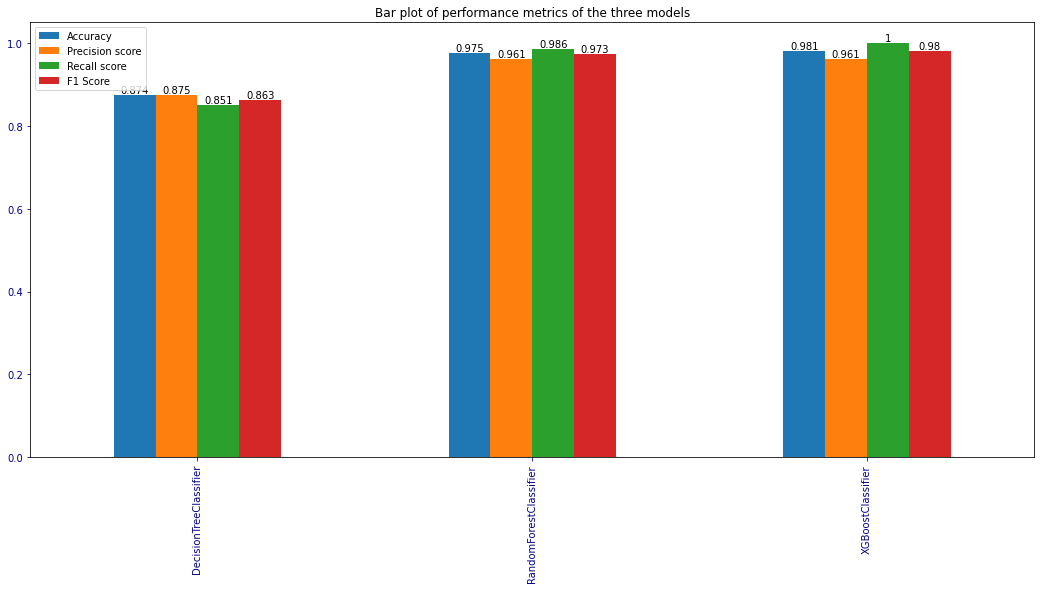 Bar plot of performance metrics of the three models
Accuracy
Precision score
Recall score
F1 Score
1.0
0.8
0.6
0.4
0.2
0.0
0.874
0.875
0.851
0.863
0.975
0.961
0.986
0.973
0.981
0.961
1
0.98
DecisionTreeClassifier
RandomForestClassifier
XGBoostClassifier